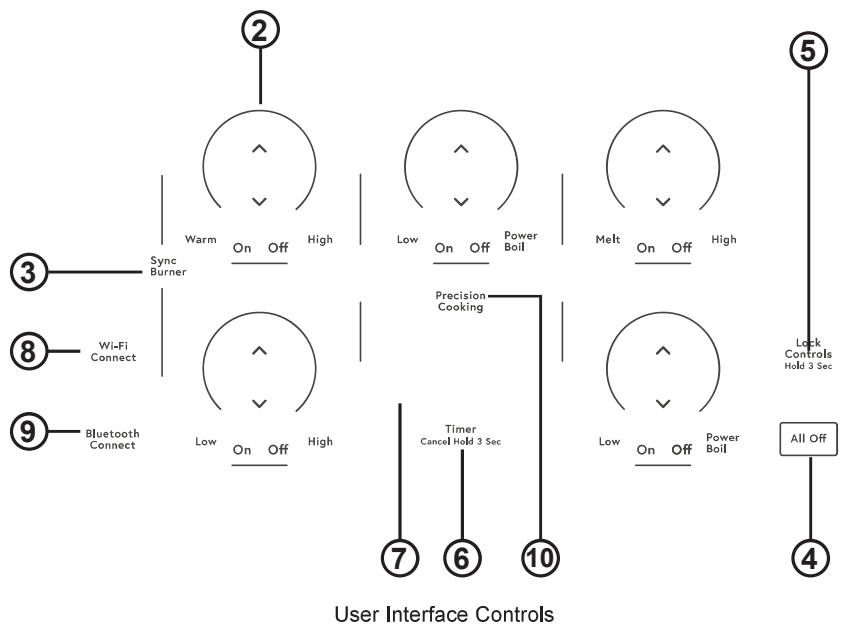 2
5
Warm On Off High
Low On Off Power
Boil
Melt On Off High
3
Sync
Burner
Precision
Cooking
8
Wi-Fi
Connect
Lock
Controls
Hold 3 Sec
9
Bluetooth
Connect
Low On Off High
Timer
Cancel Hold 3 Sec
Low On Off Power
Boil
All Off
7
6
10
4
User Interface Controls